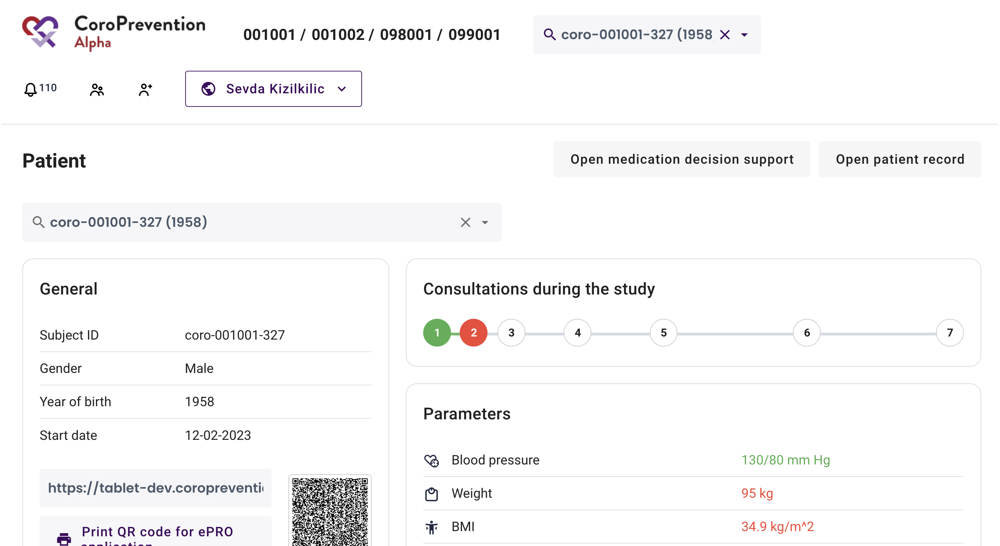 CoroPrevention
Alpha
001001 / 001002 / 098001 / 099001
coro-001001-327 (1958
110
Sevda Kizilkilic
Patient
Open medication decision support
Open patient record
coro-001001-327 (1958)
General
Subject ID coro-001001-327
Gender Male
Year of birth 1958
Start date 12-02-2023
https://tablet-dev.coropreventi
Print QR code for ePRO
application
Consultations during the study
1 2 3 4 5 6 7
Parameters
Blood pressure 130/80 mm Hg
Weight 95 kg
BMI 34.9 kg/m^2